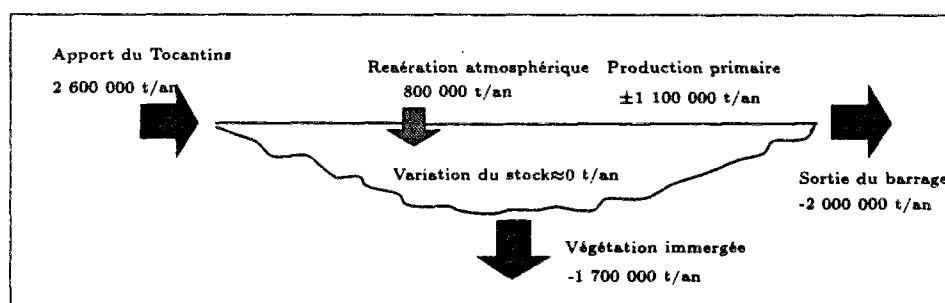 Apport du Tocantins
2 600 000 t/an
Reaération atmosphérique
800 000 t/an
Production primaire
±1 100 000 t/an
Variation du stock≈0 t/an
Sortie du barrage
-2 000 000 t/an
Végétation immergée
-1 700 000 t/an